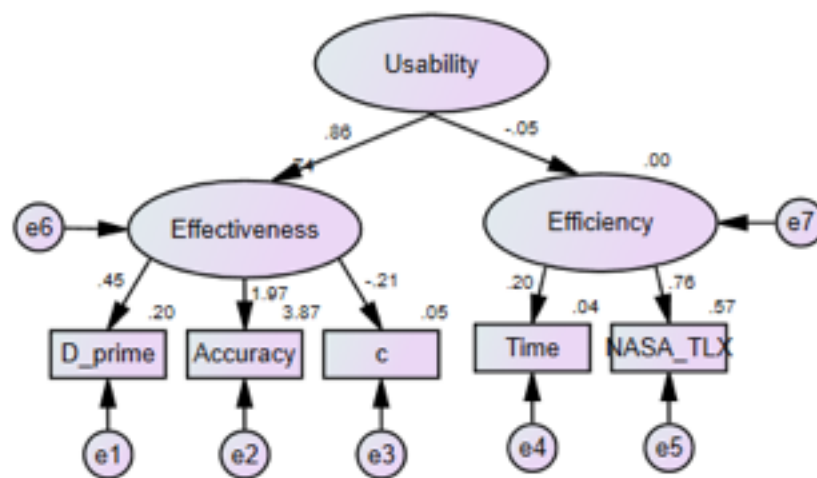 Usability
.86
-.05
.74
.00
e6
Effectiveness
Efficiency
e7
.45
.20
1.97
3.87
-.21
.05
.20
.04
.76
.57
D_prime
Accuracy
c
Time
NASA_TLX
e1
e2
e3
e4
e5